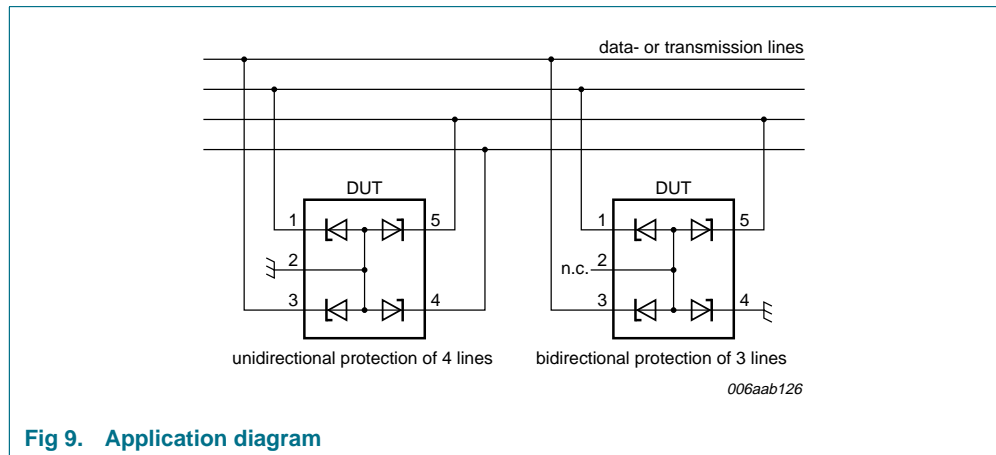 data- or transmission lines
DUT
DUT
1
5
1
5
2
n.c.
2
3
4
3
4
unidirectional protection of 4 lines
bidirectional protection of 3 lines
006aab126
Fig 9. Application diagram